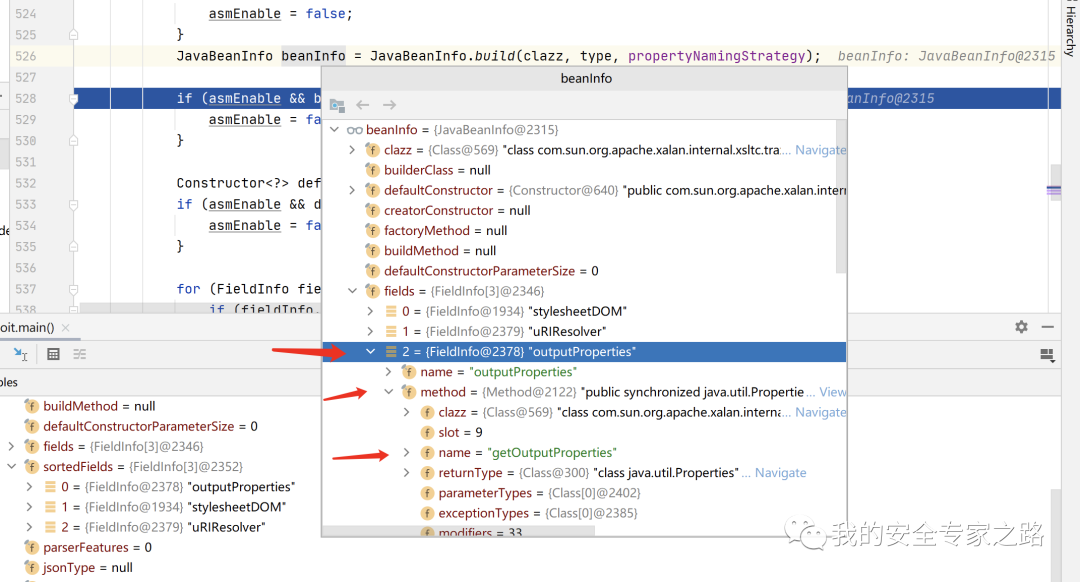 524 asmEnable = false;
525 }
526 JavaBeanInfo beanInfo = JavaBeanInfo.build(clazz, type, propertyNamingStrategy); beanInfo: JavaBeanInfo@2315
527
beanInfo
528 if (asmEnable && b anInfo@2315
529 asmEnable = fa
530 }
531
532 Constructor<?> def
533 if (asmEnable && d
534 asmEnable = fa
535 }
536
537 for (FieldInfo fie
538 if (fieldInfo.
Hierarchy
beanInfo = {JavaBeanInfo@2315}
clazz = {Class@569} "class com.sun.org.apache.xalan.internal.xsltc.tra... Navigate
builderClass = null
defaultConstructor = {Constructor@640} "public com.sun.org.apache.xalan.inter
creatorConstructor = null
factoryMethod = null
buildMethod = null
defaultConstructorParameterSize = 0
fields = {FieldInfo[3]@2346}
0 = {FieldInfo@1934} "stylesheetDOM"
1 = {FieldInfo@2379} "uRIResolver"
2 = {FieldInfo@2378} "outputProperties"
name = "outputProperties"
method = {Method@2122} "public synchronized java.util.Propertie ... View
clazz = {Class@569} "class com.sun.org.apache.xalan.interna... Navigate
slot = 9
name = "getOutputProperties"
returnType = {Class@300} "class java.util.Properties" ... Navigate
parameterTypes = {Class[0]@2402}
exceptionTypes = {Class[0]@2385}
modifiers = 33
oit.main()
bles
buildMethod = null
defaultConstructorParameterSize = 0
fields = {FieldInfo[3]@2346}
sortedFields = {FieldInfo[3]@2352}
0 = {FieldInfo@2378} "outputProperties"
1 = {FieldInfo@1934} "stylesheetDOM"
2 = {FieldInfo@2379} "uRIResolver"
parserFeatures = 0
jsonType = null
我的安全专家之路